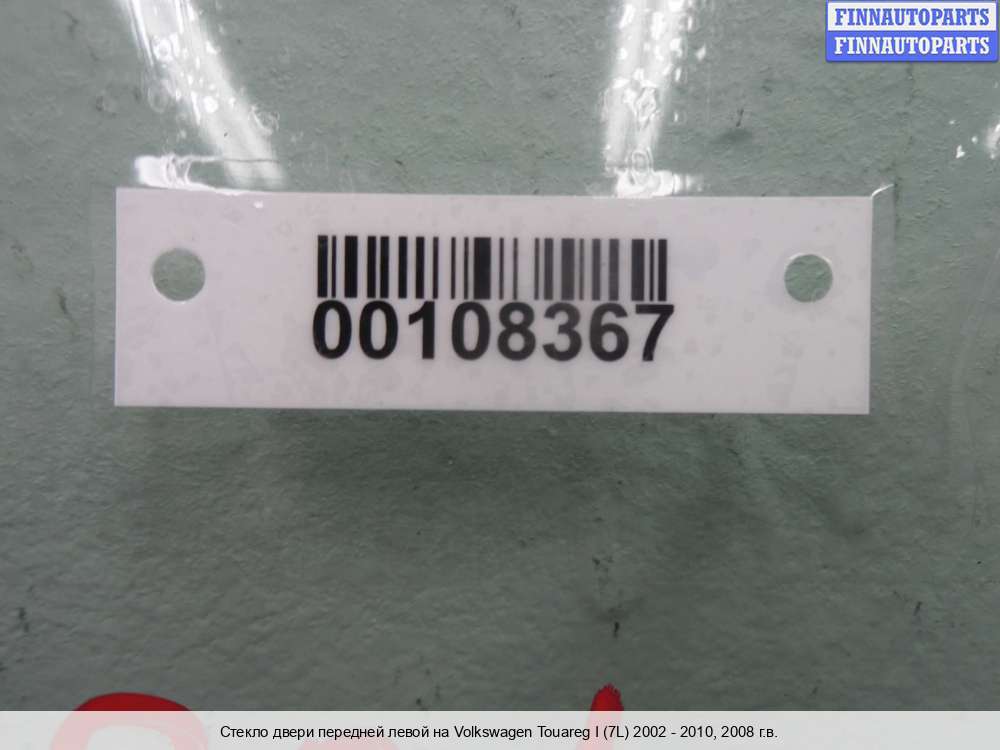 FINNAUTOPARTS
FINNAUTOPARTS
00108367
Стекло двери передней левой на Volkswagen Touareg I (7L) 2002 - 2010, 2008 г.в.